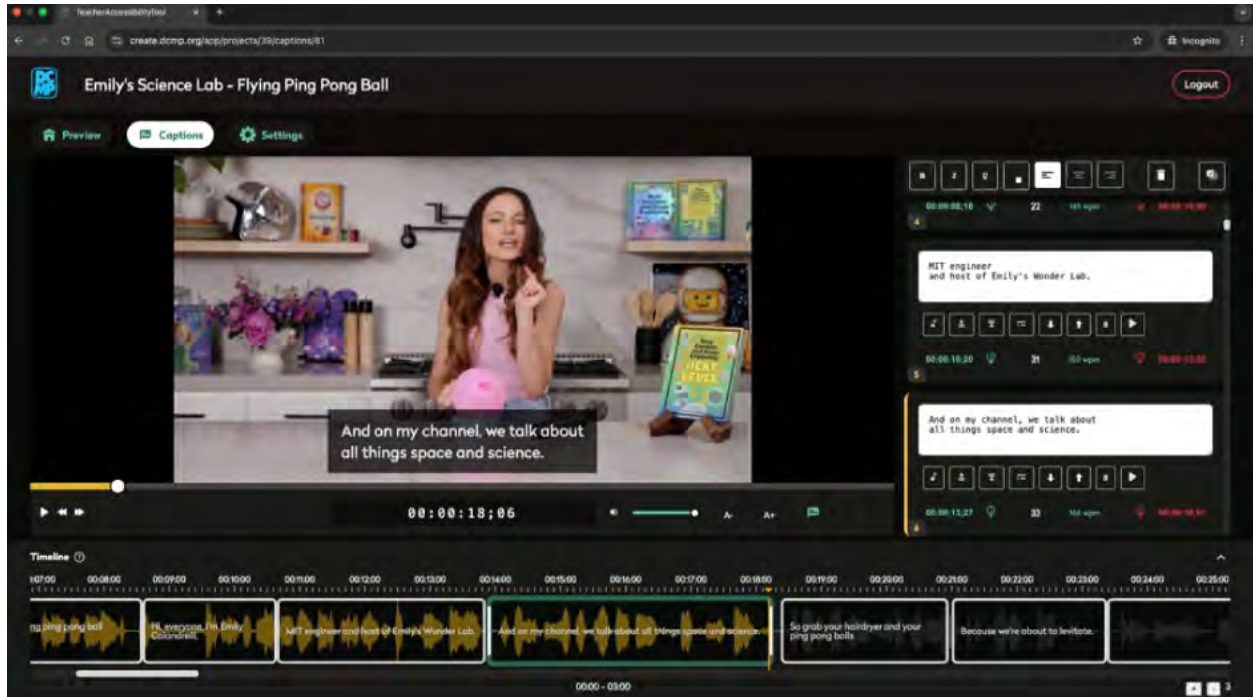 TeacherAccessibilityTool
create.dcmp.org/app/projects/39/captions/81
Incognito
DCMP
Emily's Science Lab - Flying Ping Pong Ball
Logout
Preview
Captions
Settings
And on my channel, we talk about
all things space and science.
00:00:18;06
A-
A+
B
I
U
22
4
MIT engineer
and host of Emily's Wonder Lab.
00:00:10;20
31
5
And on my channel, we talk about
all things space and science.
00:00:13;27
33
6
Timeline
00:08:00 00:09:00 00:10:00 00:11:00 00:12:00 00:13:00 00:14:00 00:15:00 00:16:00 00:17:00 00:18:00 00:19:00 00:20:00 00:21:00 00:22:00 00:23:00 00:24:00 00:25:00
ng ping pong ball
Hi, everyone, I'm Emily
Calandrelli.
MIT engineer and host of Emily's Wonder Lab.
And on my channel, we talk about all things space and science.
So grab your hairdryer and your
ping pong balls
Because we're about to levitate.
00:00 - 03:00